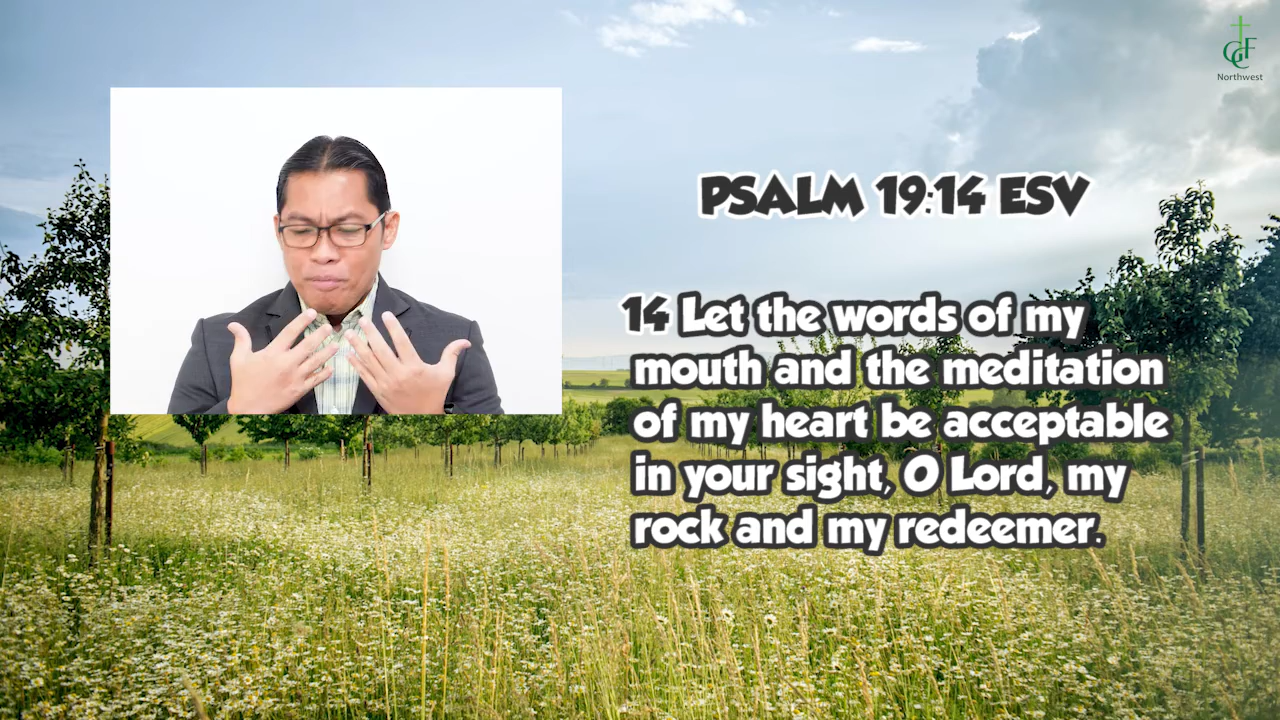 GCF
Northwest
PSALM 19:14 ESV
14 Let the words of my
mouth and the meditation
of my heart be acceptable
in your sight, O Lord, my
rock and my redeemer.